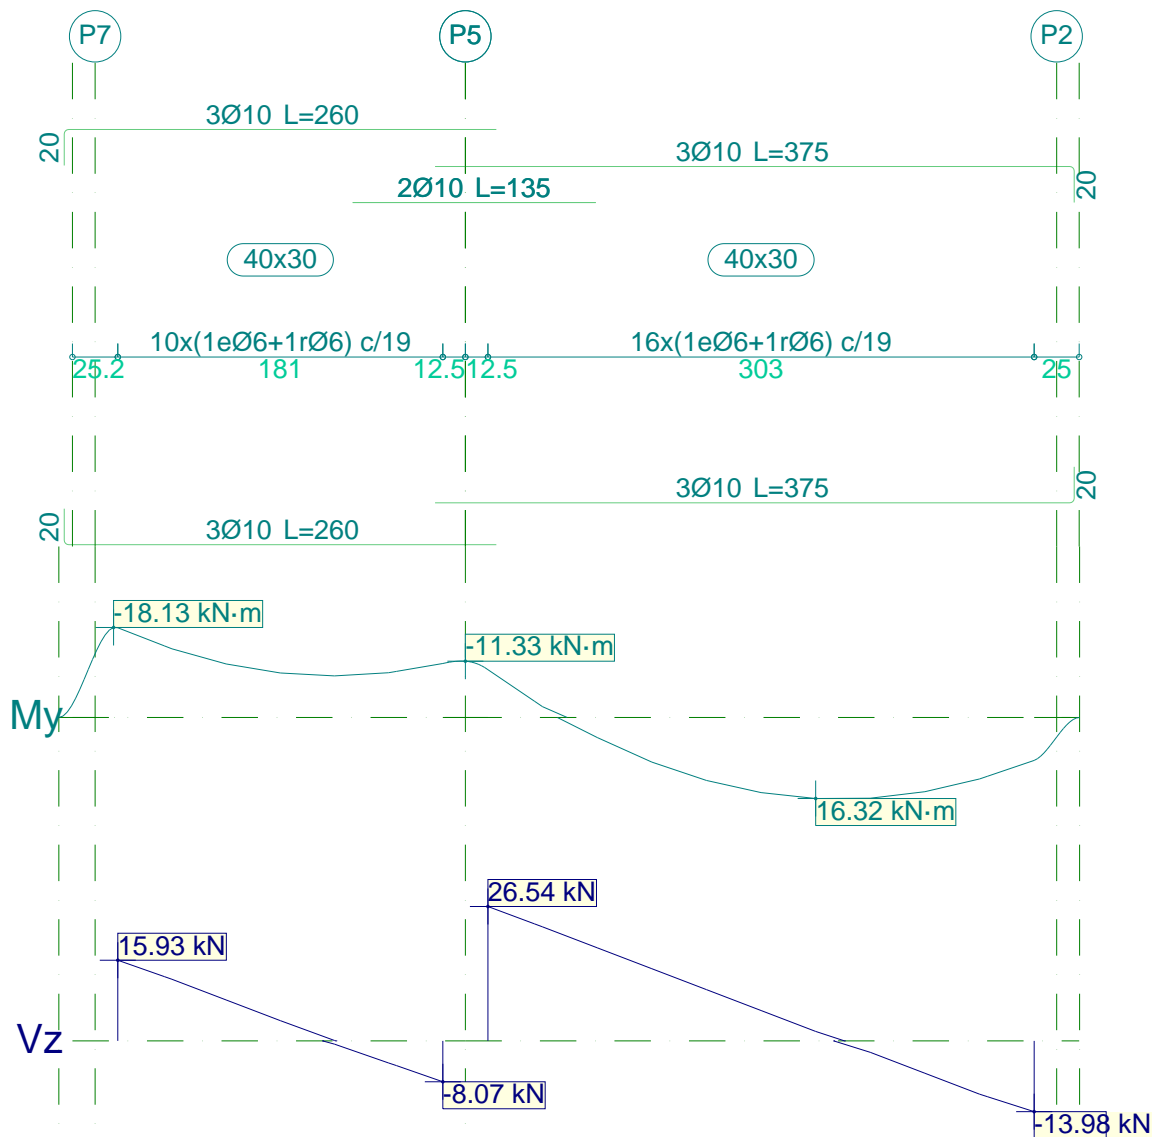 P7 P5 P2
3Ø10 L=260
20
3Ø10 L=375
20
2Ø10 L=135
40x30 40x30
10x(1eØ6+1rØ6) c/19 16x(1eØ6+1rØ6) c/19
25.2 181 12.5 12.5 303 25
3Ø10 L=375
20
3Ø10 L=260
20
-18.13 kN·m
-11.33 kN·m
My
16.32 kN·m
26.54 kN
15.93 kN
Vz
-8.07 kN
-13.98 kN